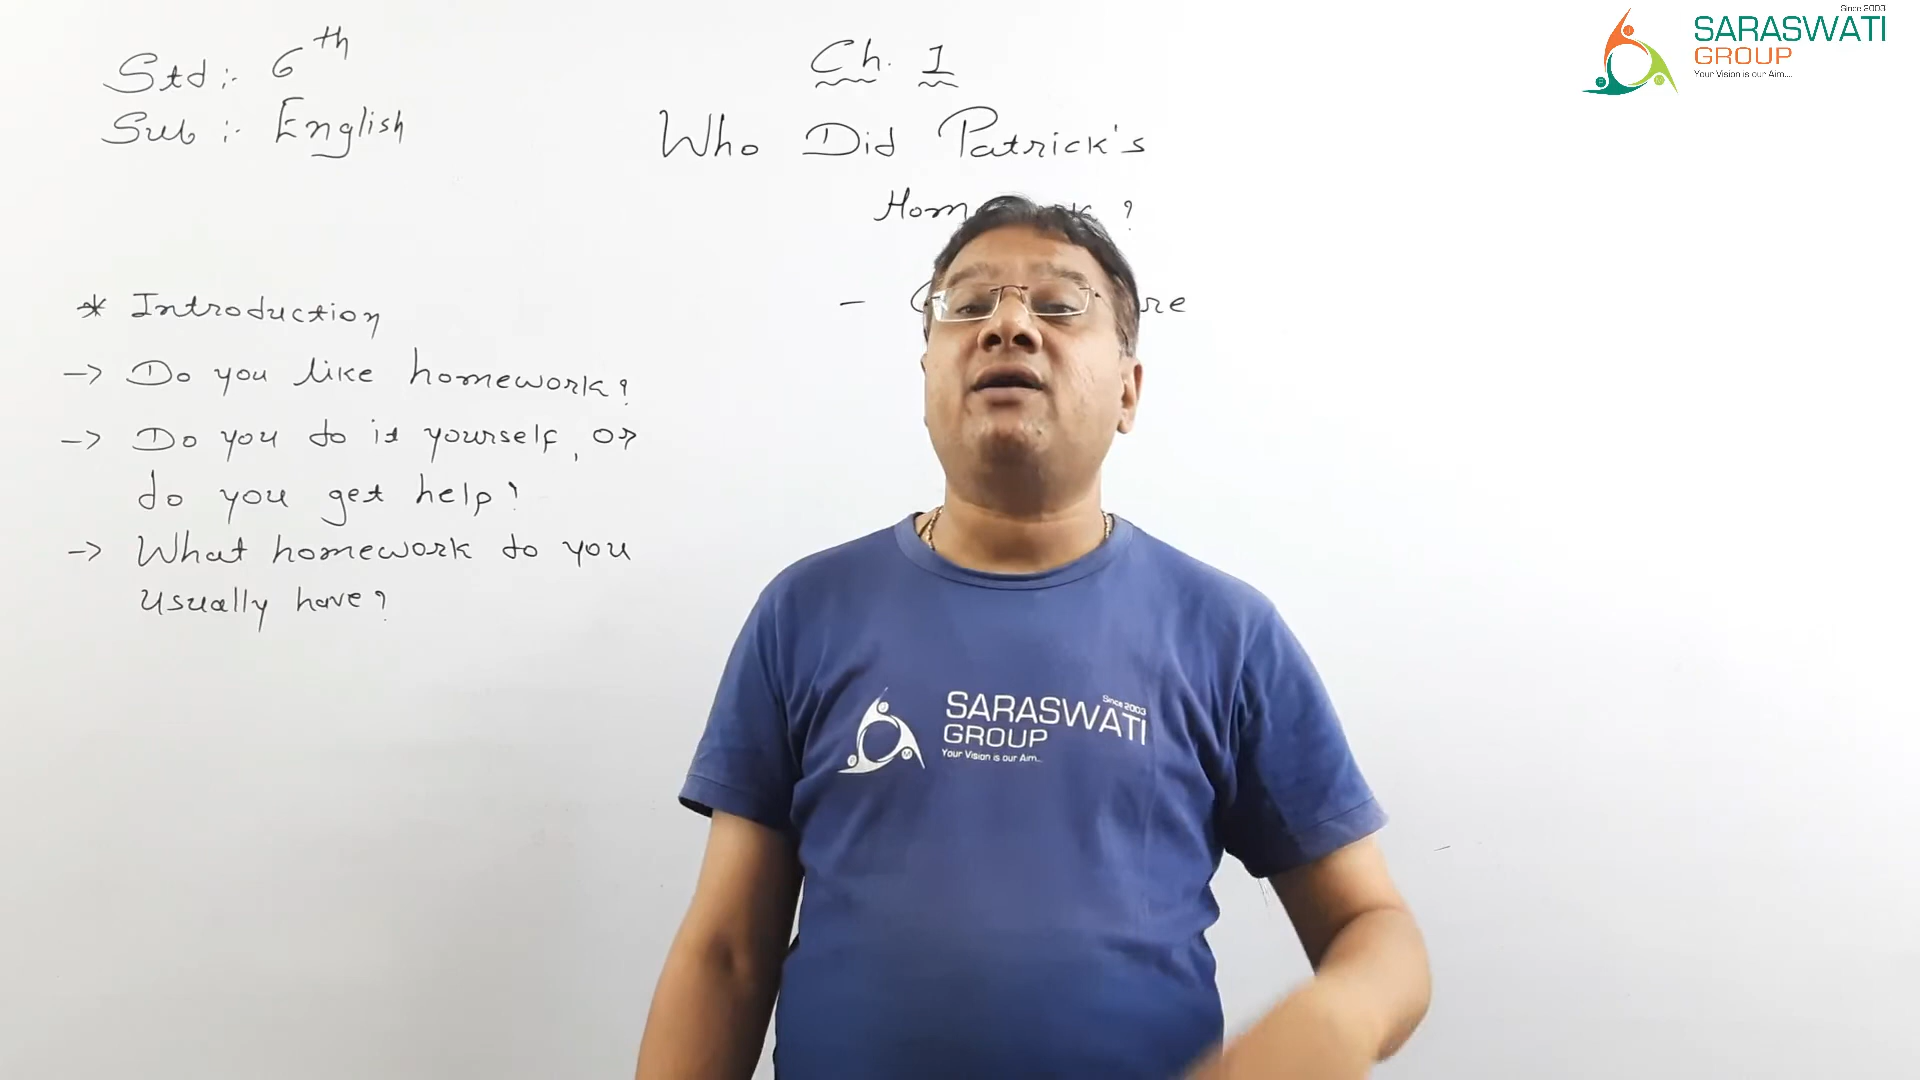 Std :- 6th
Sub :- English
Ch. 1
Who Did Patrick's
?
* Introduction
-> Do you like homework?
-> Do you do it yourself, or
do you get help?
-> What homework do you
usually have?
Since 2003
SARASWATI
GROUP
Your Vision is our Aim....
Since 2003
SARASWATI
GROUP
Your Vision is our Aim...